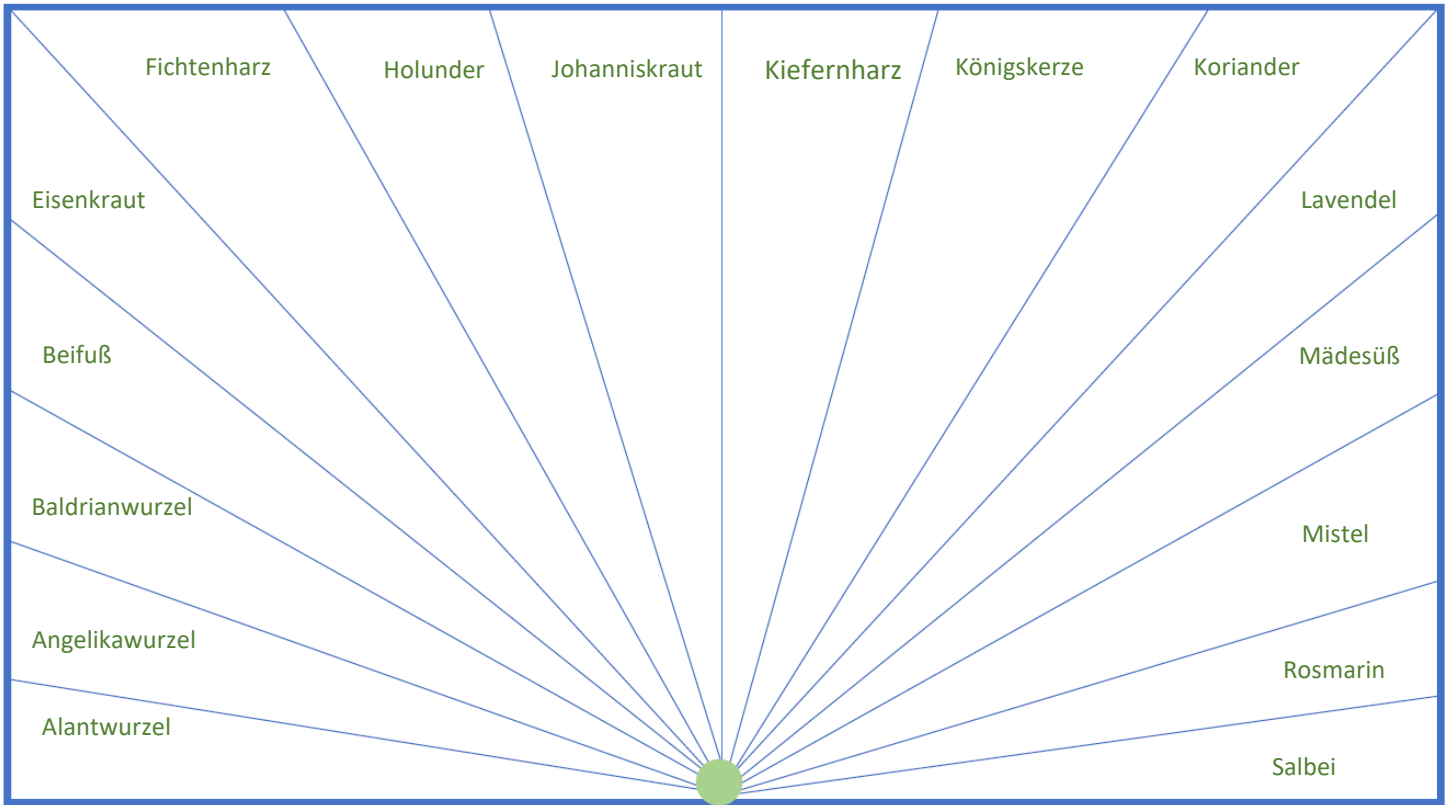 Fichtenharz
Holunder
Johanniskraut
Kiefernharz
Königskerze
Koriander
Eisenkraut
Lavendel
Beifuß
Mädesüß
Baldrianwurzel
Mistel
Angelikawurzel
Rosmarin
Alantwurzel
Salbei